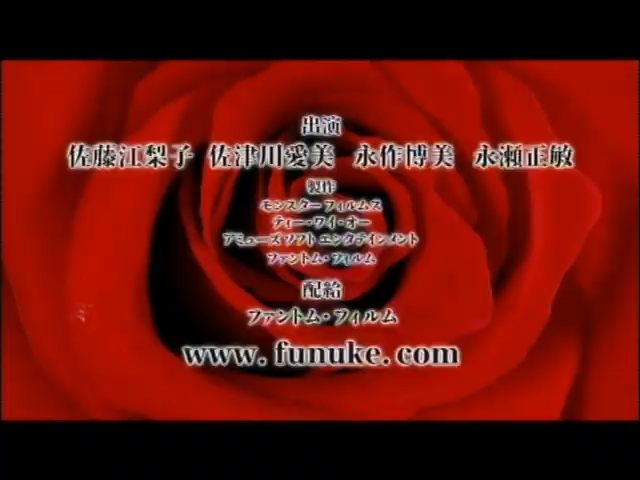 出演
佐藤江梨子 佐津川愛美 永作博美 永瀬正敏
製作
モンスターフィルムズ
ティー・ワイ・オー
アミューズソフトエンタテインメント
ファントム・フィルム
配給
ファントム・フィルム
www.funuke.com